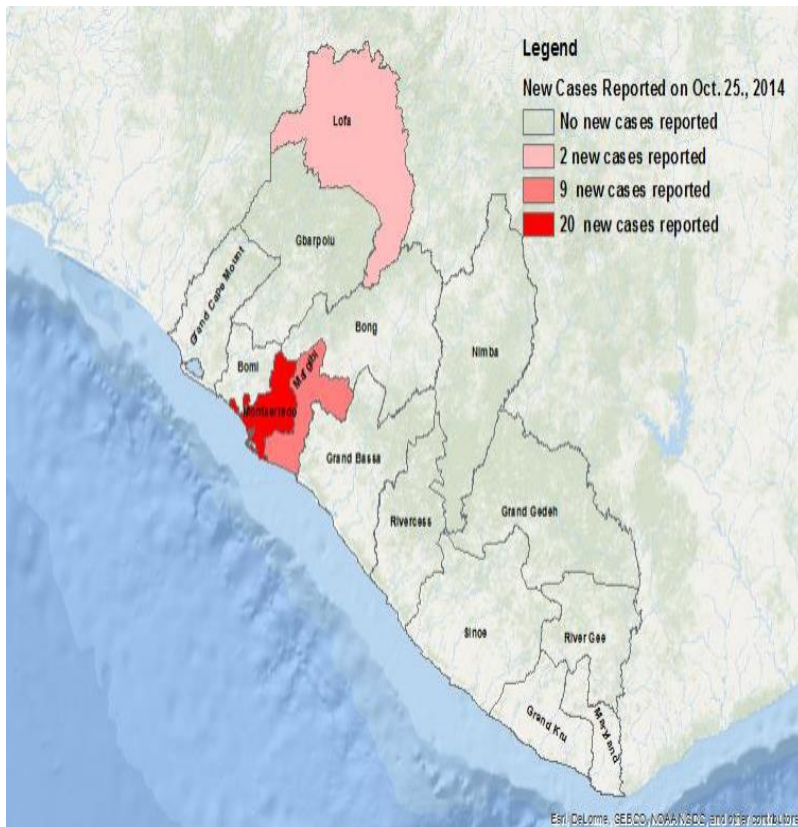 Legend
New Cases Reported on Oct. 25., 2014
No new cases reported
2 new cases reported
9 new cases reported
20 new cases reported
Lofa
Gbarpolu
Grand Cape Mount
Bong
Nimba
Bomi
Margibi
Montserrado
Grand Bassa
Rivercess
Grand Gedeh
Sinoe
River Gee
Grand Kru
Maryland
Esri, DeLorme, GEBCO, NOAA NGDC, and other contributors